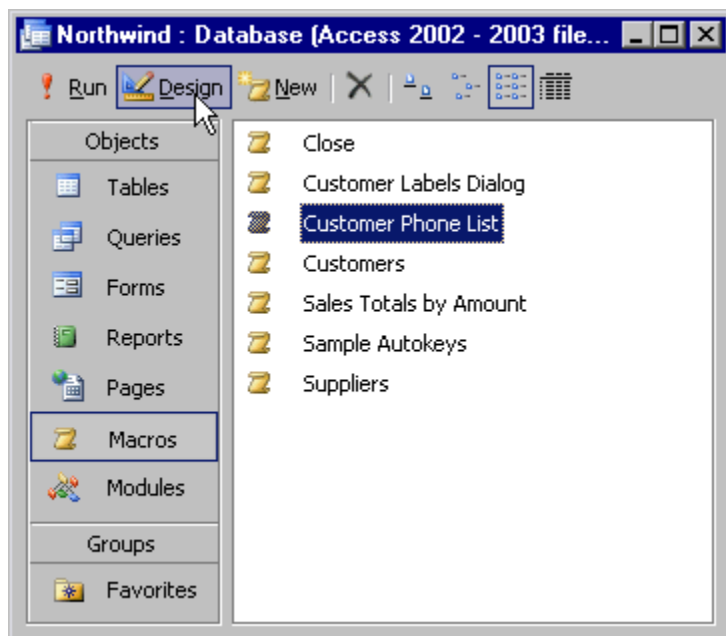 Northwind : Database (Access 2002 - 2003 file...
Run Design New
Objects
Tables
Queries
Forms
Reports
Pages
Macros
Modules
Groups
Favorites
Close
Customer Labels Dialog
Customer Phone List
Customers
Sales Totals by Amount
Sample Autokeys
Suppliers